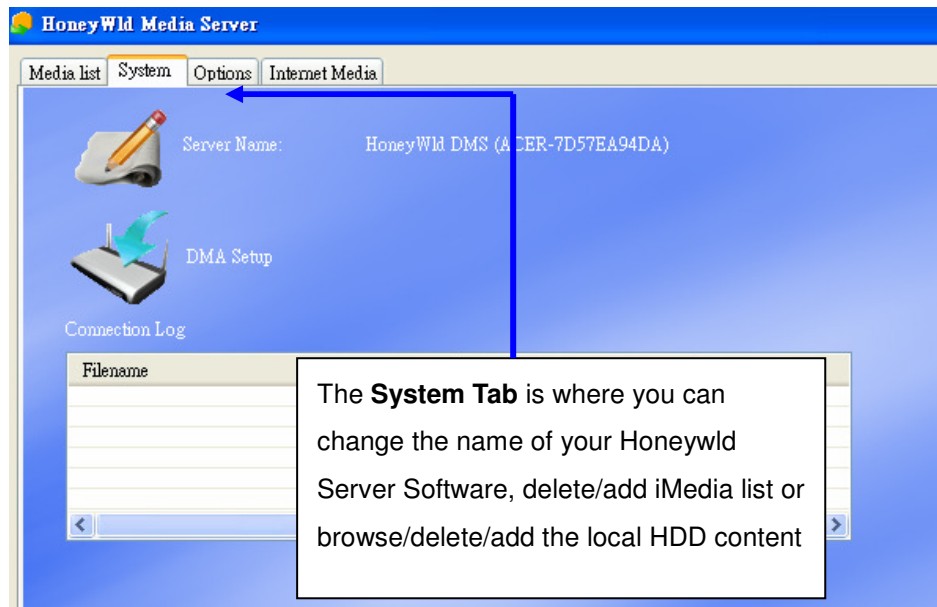 HoneyWld Media Server
Media list System Options Internet Media
Server Name: HoneyWld DMS (ACER-7D57EA94DA)
DMA Setup
Connection Log
Filename
The System Tab is where you can
change the name of your Honeywld
Server Software, delete/add iMedia list or
browse/delete/add the local HDD content